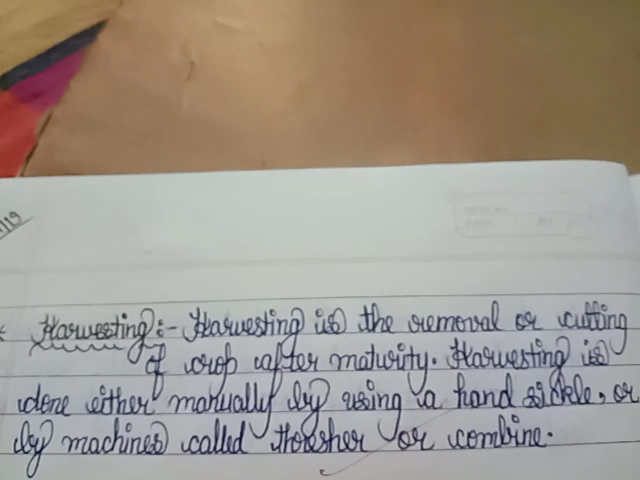 /19
Harvesting :- Harvesting is the removal or cutting
of crop after maturity. Harvesting is
done either manually by using a hand sickle, or
by machines called thresher or combine.